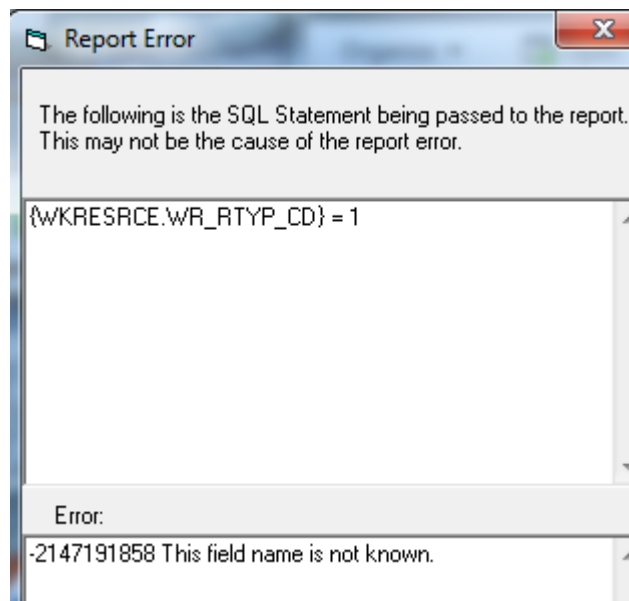 Report Error
The following is the SQL Statement being passed to the report.
This may not be the cause of the report error.
{WKRESRCE.WR_RTYP_CD} = 1
Error:
-2147191858 This field name is not known.